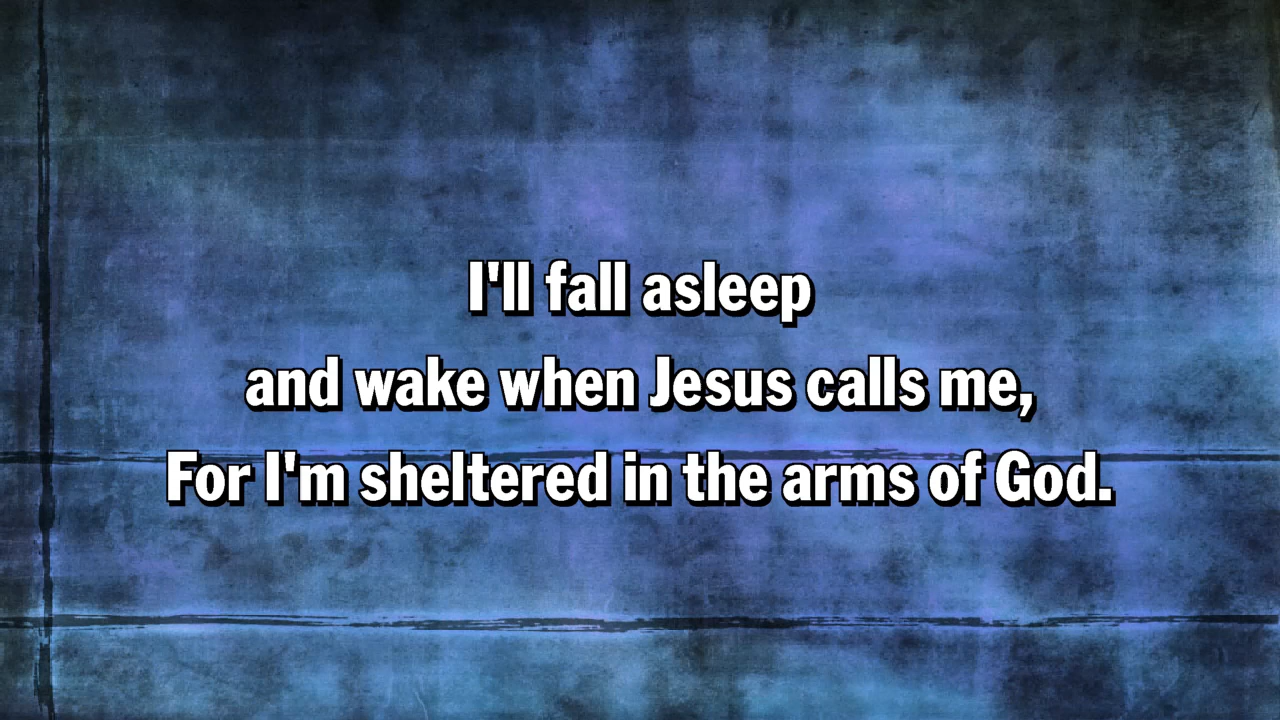 I'll fall asleep
and wake when Jesus calls me,
For I'm sheltered in the arms of God.